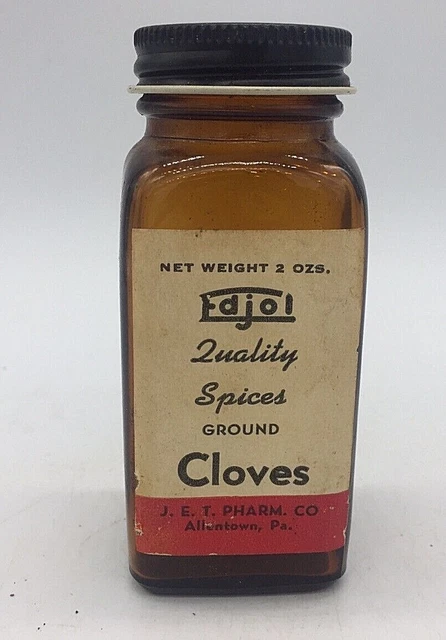 NET WEIGHT 2 OZS.
Edjol
Quality
Spices
GROUND
Cloves
J. E. T. PHARM. CO
Allentown, Pa.